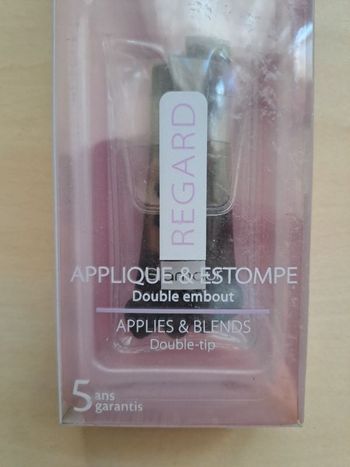 REGARD
APPLIQUE & ESTOMPE
Double embout
APPLIES & BLENDS
Double-tip
5 ans
garantis